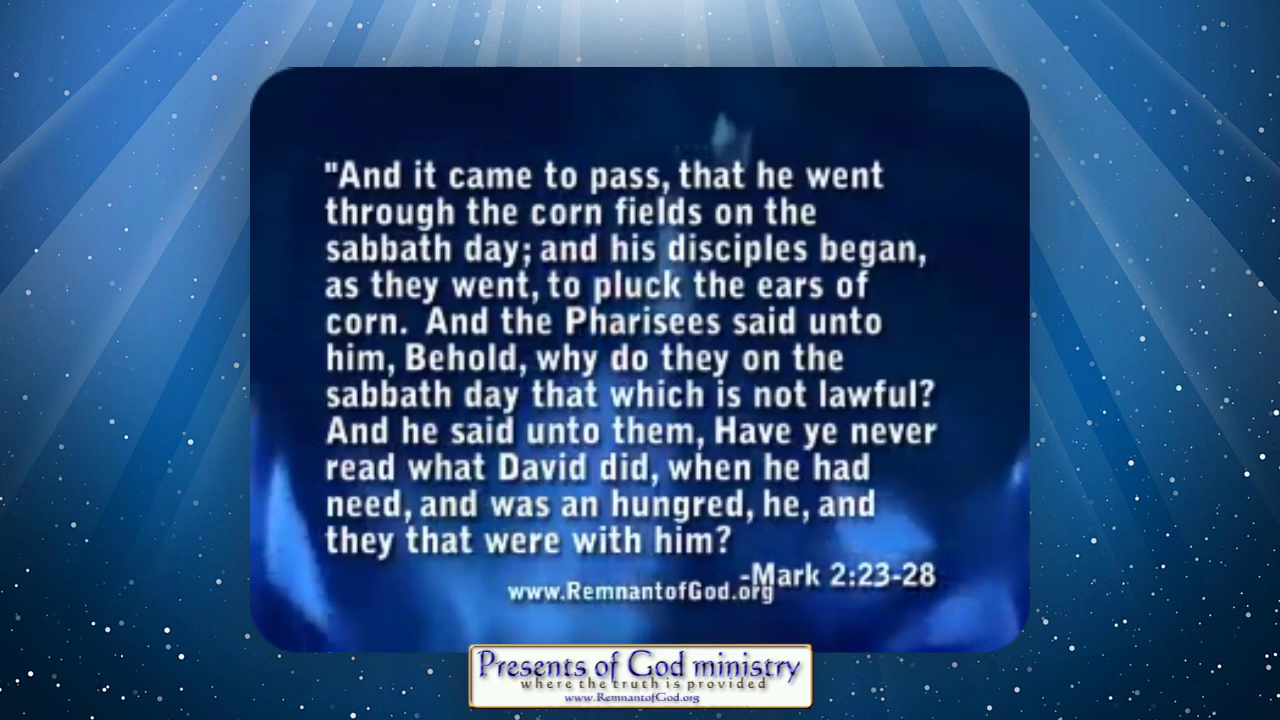 "And it came to pass, that he went
through the corn fields on the
sabbath day; and his disciples began,
as they went, to pluck the ears of
corn. And the Pharisees said unto
him, Behold, why do they on the
sabbath day that which is not lawful?
And he said unto them, Have ye never
read what David did, when he had
need, and was an hungred, he, and
they that were with him?
-Mark 2:23-28
www.RemnantofGod.org
Presents of God ministry
where the truth is provided
www.RemnantofGod.org